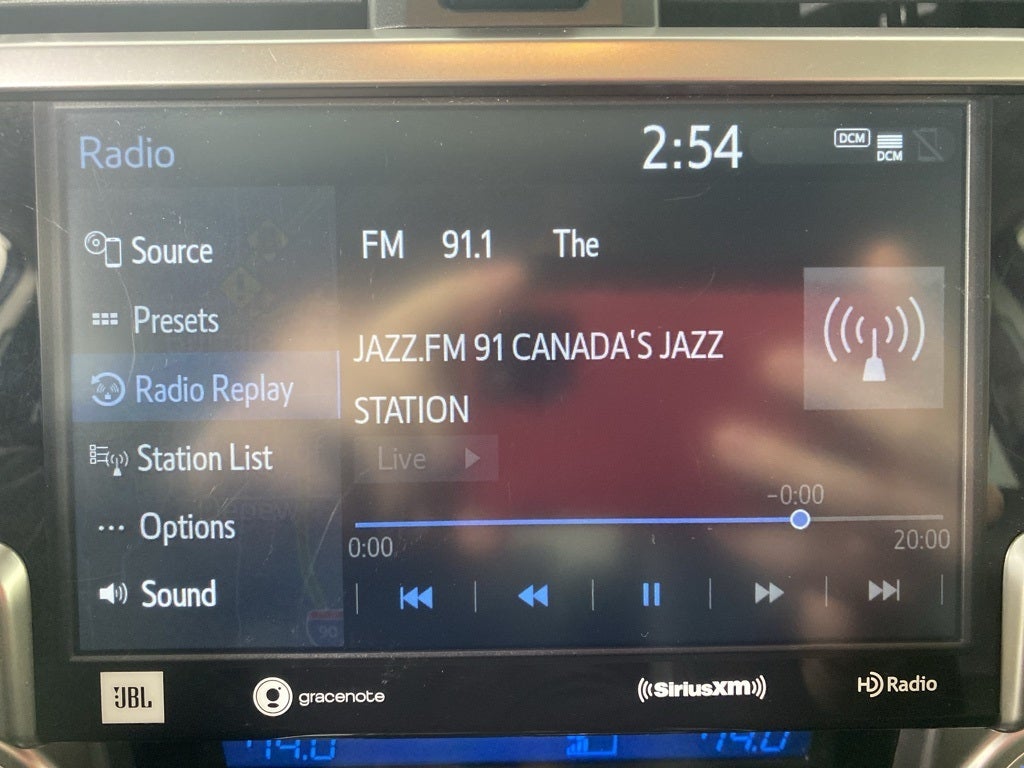 Radio
2:54
DCM
DCM
Source
Presets
Radio Replay
Station List
Options
Sound
FM 91.1 The
JAZZ.FM 91 CANADA'S JAZZ
STATION
Live
-0:00
0:00
20:00
90
JBL
gracenote
SiriusXM
HD Radio